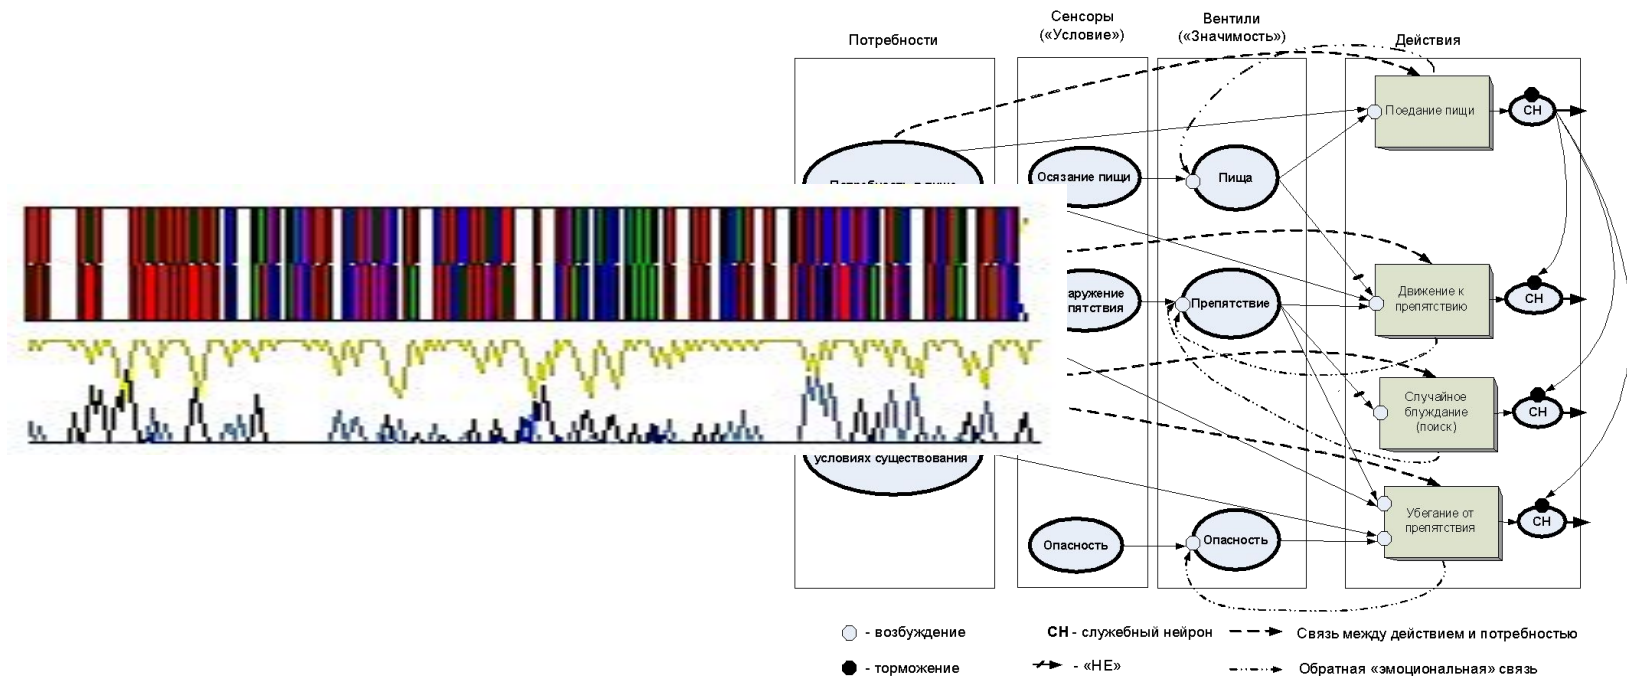 Потребности
Сенсоры
(«Условие»)
Вентили
(«Значимость»)
Действия
Поедание пищи
СН
Осязание пищи
Пища
Движение к
препятствию
СН
Препятствие
Случайное
блуждание
(поиск)
СН
условиях существования
Убегание от
препятствия
СН
Опасность
Опасность
- возбуждение
СН - служебный нейрон
Связь между действием и потребностью
- торможение
- «НЕ»
Обратная «эмоциональная» связь